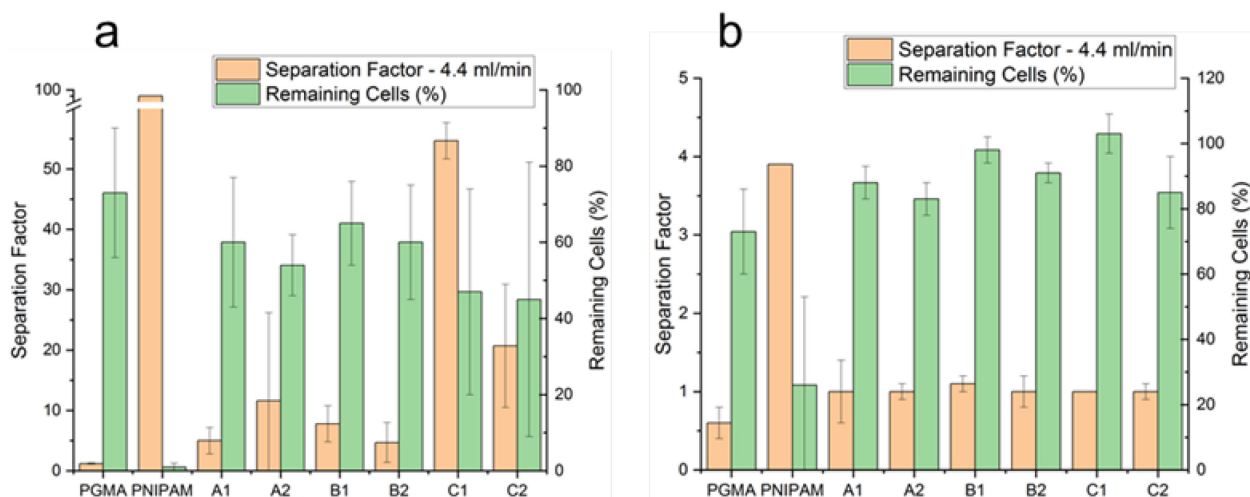 a
Separation Factor - 4.4 ml/min
Remaining Cells (%)
100
50
40
30
20
10
0
Separation Factor
100
80
60
40
20
0
Remaining Cells (%)
PGMA PNIPAM A1 A2 B1 B2 C1 C2
b
Separation Factor - 4.4 ml/min
Remaining Cells (%)
5
4
3
2
1
0
Separation Factor
120
100
80
60
40
20
0
Remaining Cells (%)
PGMA PNIPAM A1 A2 B1 B2 C1 C2